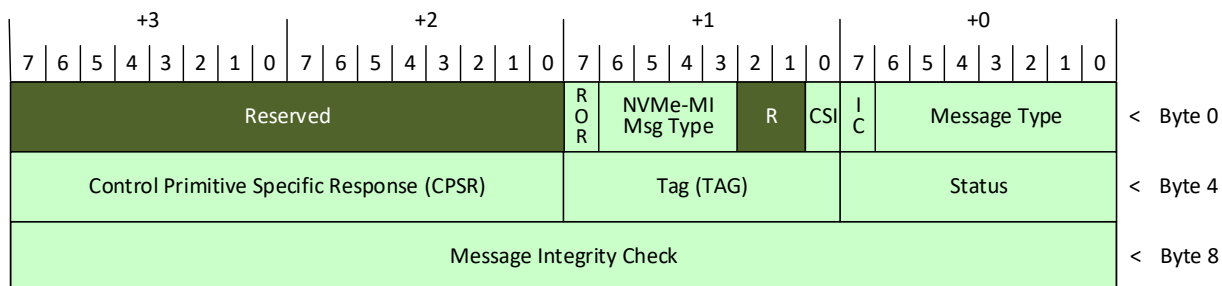 +3 +2 +1 +0
7 6 5 4 3 2 1 0 7 6 5 4 3 2 1 0 7 6 5 4 3 2 1 0 7 6 5 4 3 2 1 0
Reserved ROR NVMe-MI Msg Type R CSI IC Message Type < Byte 0
Control Primitive Specific Response (CPSR) Tag (TAG) Status < Byte 4
Message Integrity Check < Byte 8